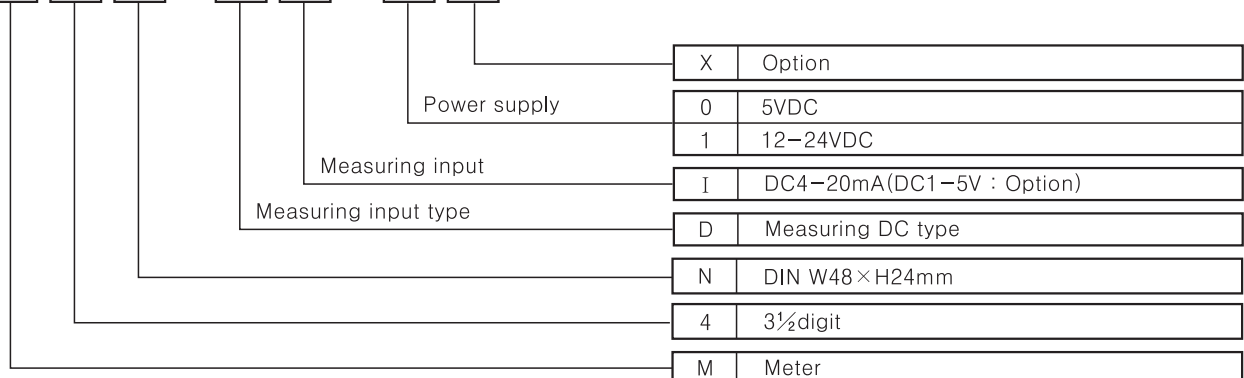 X Option
Power supply 0 5VDC
1 12-24VDC
Measuring input
I DC4-20mA(DC1-5V : Option)
Measuring input type
D Measuring DC type
N DIN W48×H24mm
4 3½digit
M Meter